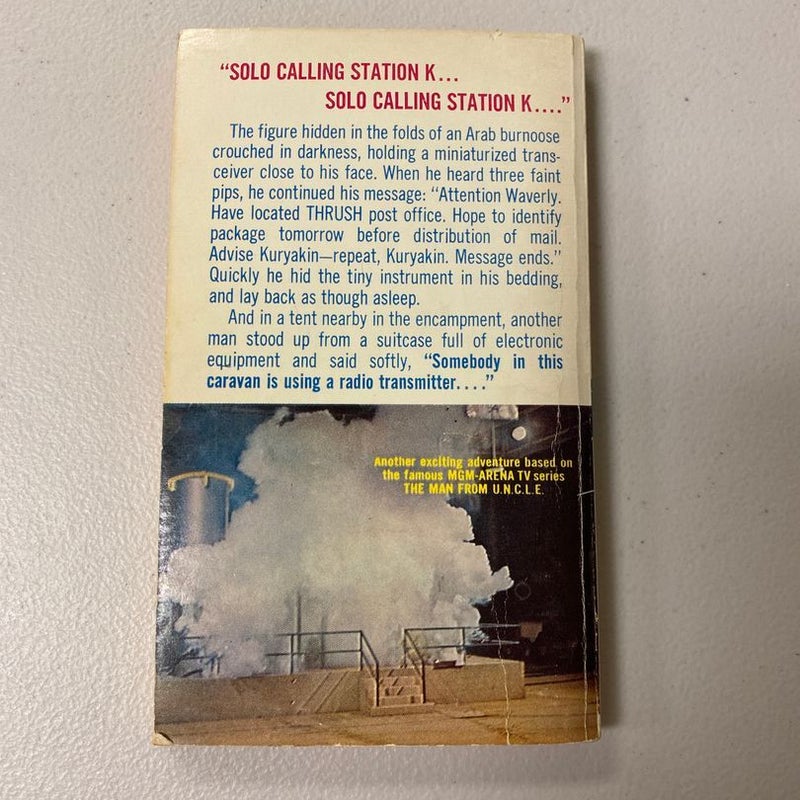 “SOLO CALLING STATION K...
SOLO CALLING STATION K....”
The figure hidden in the folds of an Arab burnoose
crouched in darkness, holding a miniaturized trans-
ceiver close to his face. When he heard three faint
pips, he continued his message: “Attention Waverly.
Have located THRUSH post office. Hope to identify
package tomorrow before distribution of mail.
Advise Kuryakin—repeat, Kuryakin. Message ends.”
Quickly he hid the tiny instrument in his bedding,
and lay back as though asleep.
And in a tent nearby in the encampment, another
man stood up from a suitcase full of electronic
equipment and said softly, “Somebody in this
caravan is using a radio transmitter....”
Another exciting adventure based on
the famous MGM-ARENA TV series
THE MAN FROM U.N.C.L.E.